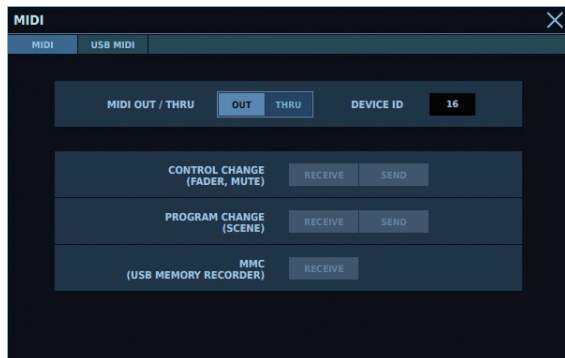 MIDI
MIDI USB MIDI
MIDI OUT / THRU OUT THRU DEVICE ID 16
CONTROL CHANGE
(FADER, MUTE)
RECEIVE SEND
PROGRAM CHANGE
(SCENE)
RECEIVE SEND
MMC
(USB MEMORY RECORDER)
RECEIVE